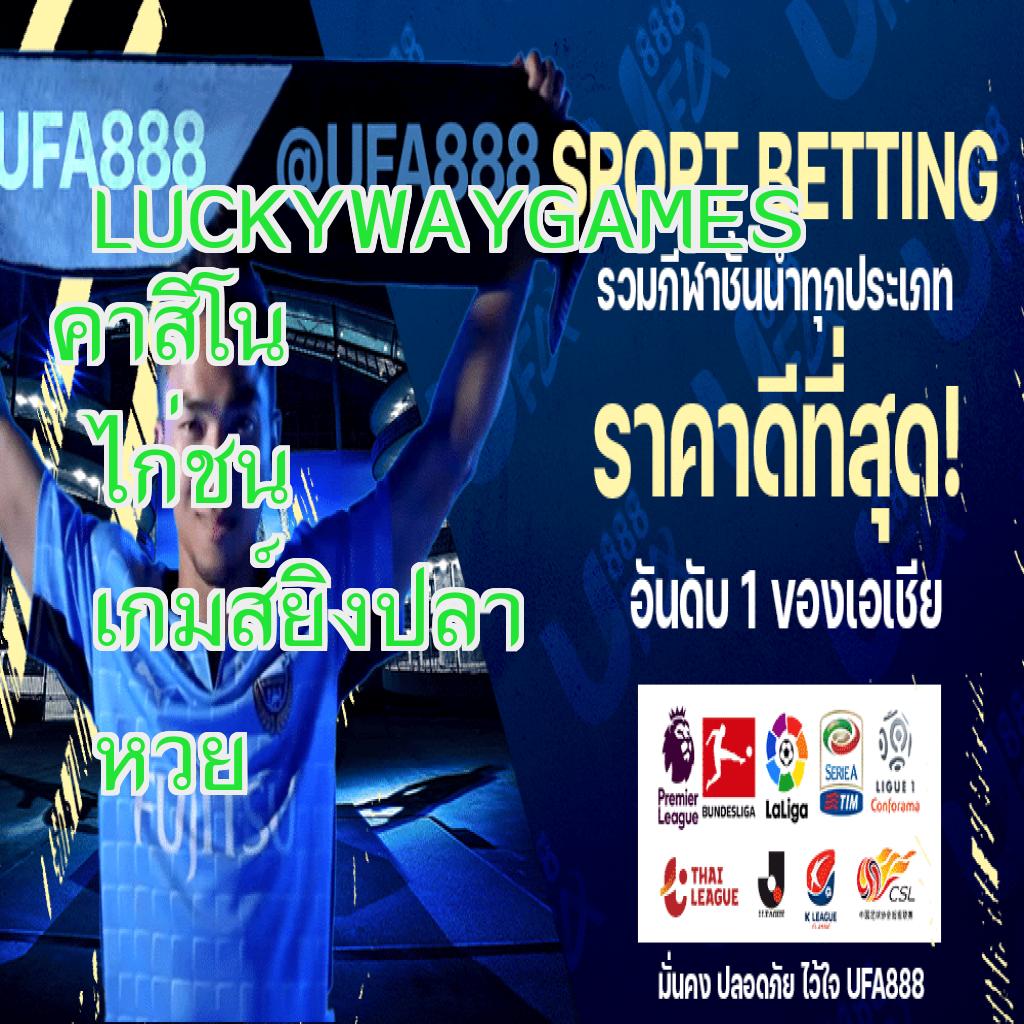 UFA888
@UFA888
SPORT BETTING
LUCKYWAYGAMES
รวมกีฬาชั้นนำทุกประเภท
คาสิโน
ราคาดีที่สุด!
ไก่ชน
อันดับ 1 ของเอเชีย
เกมส์ยิงปลา
หวย
FUJITSU
Premier League
BUNDESLIGA
LaLiga
SERIE A
TIM
LIGUE 1
Conforama
THAI LEAGUE
J.LEAGUE
K LEAGUE
CSL
มั่นคง ปลอดภัย ไว้ใจ UFA888